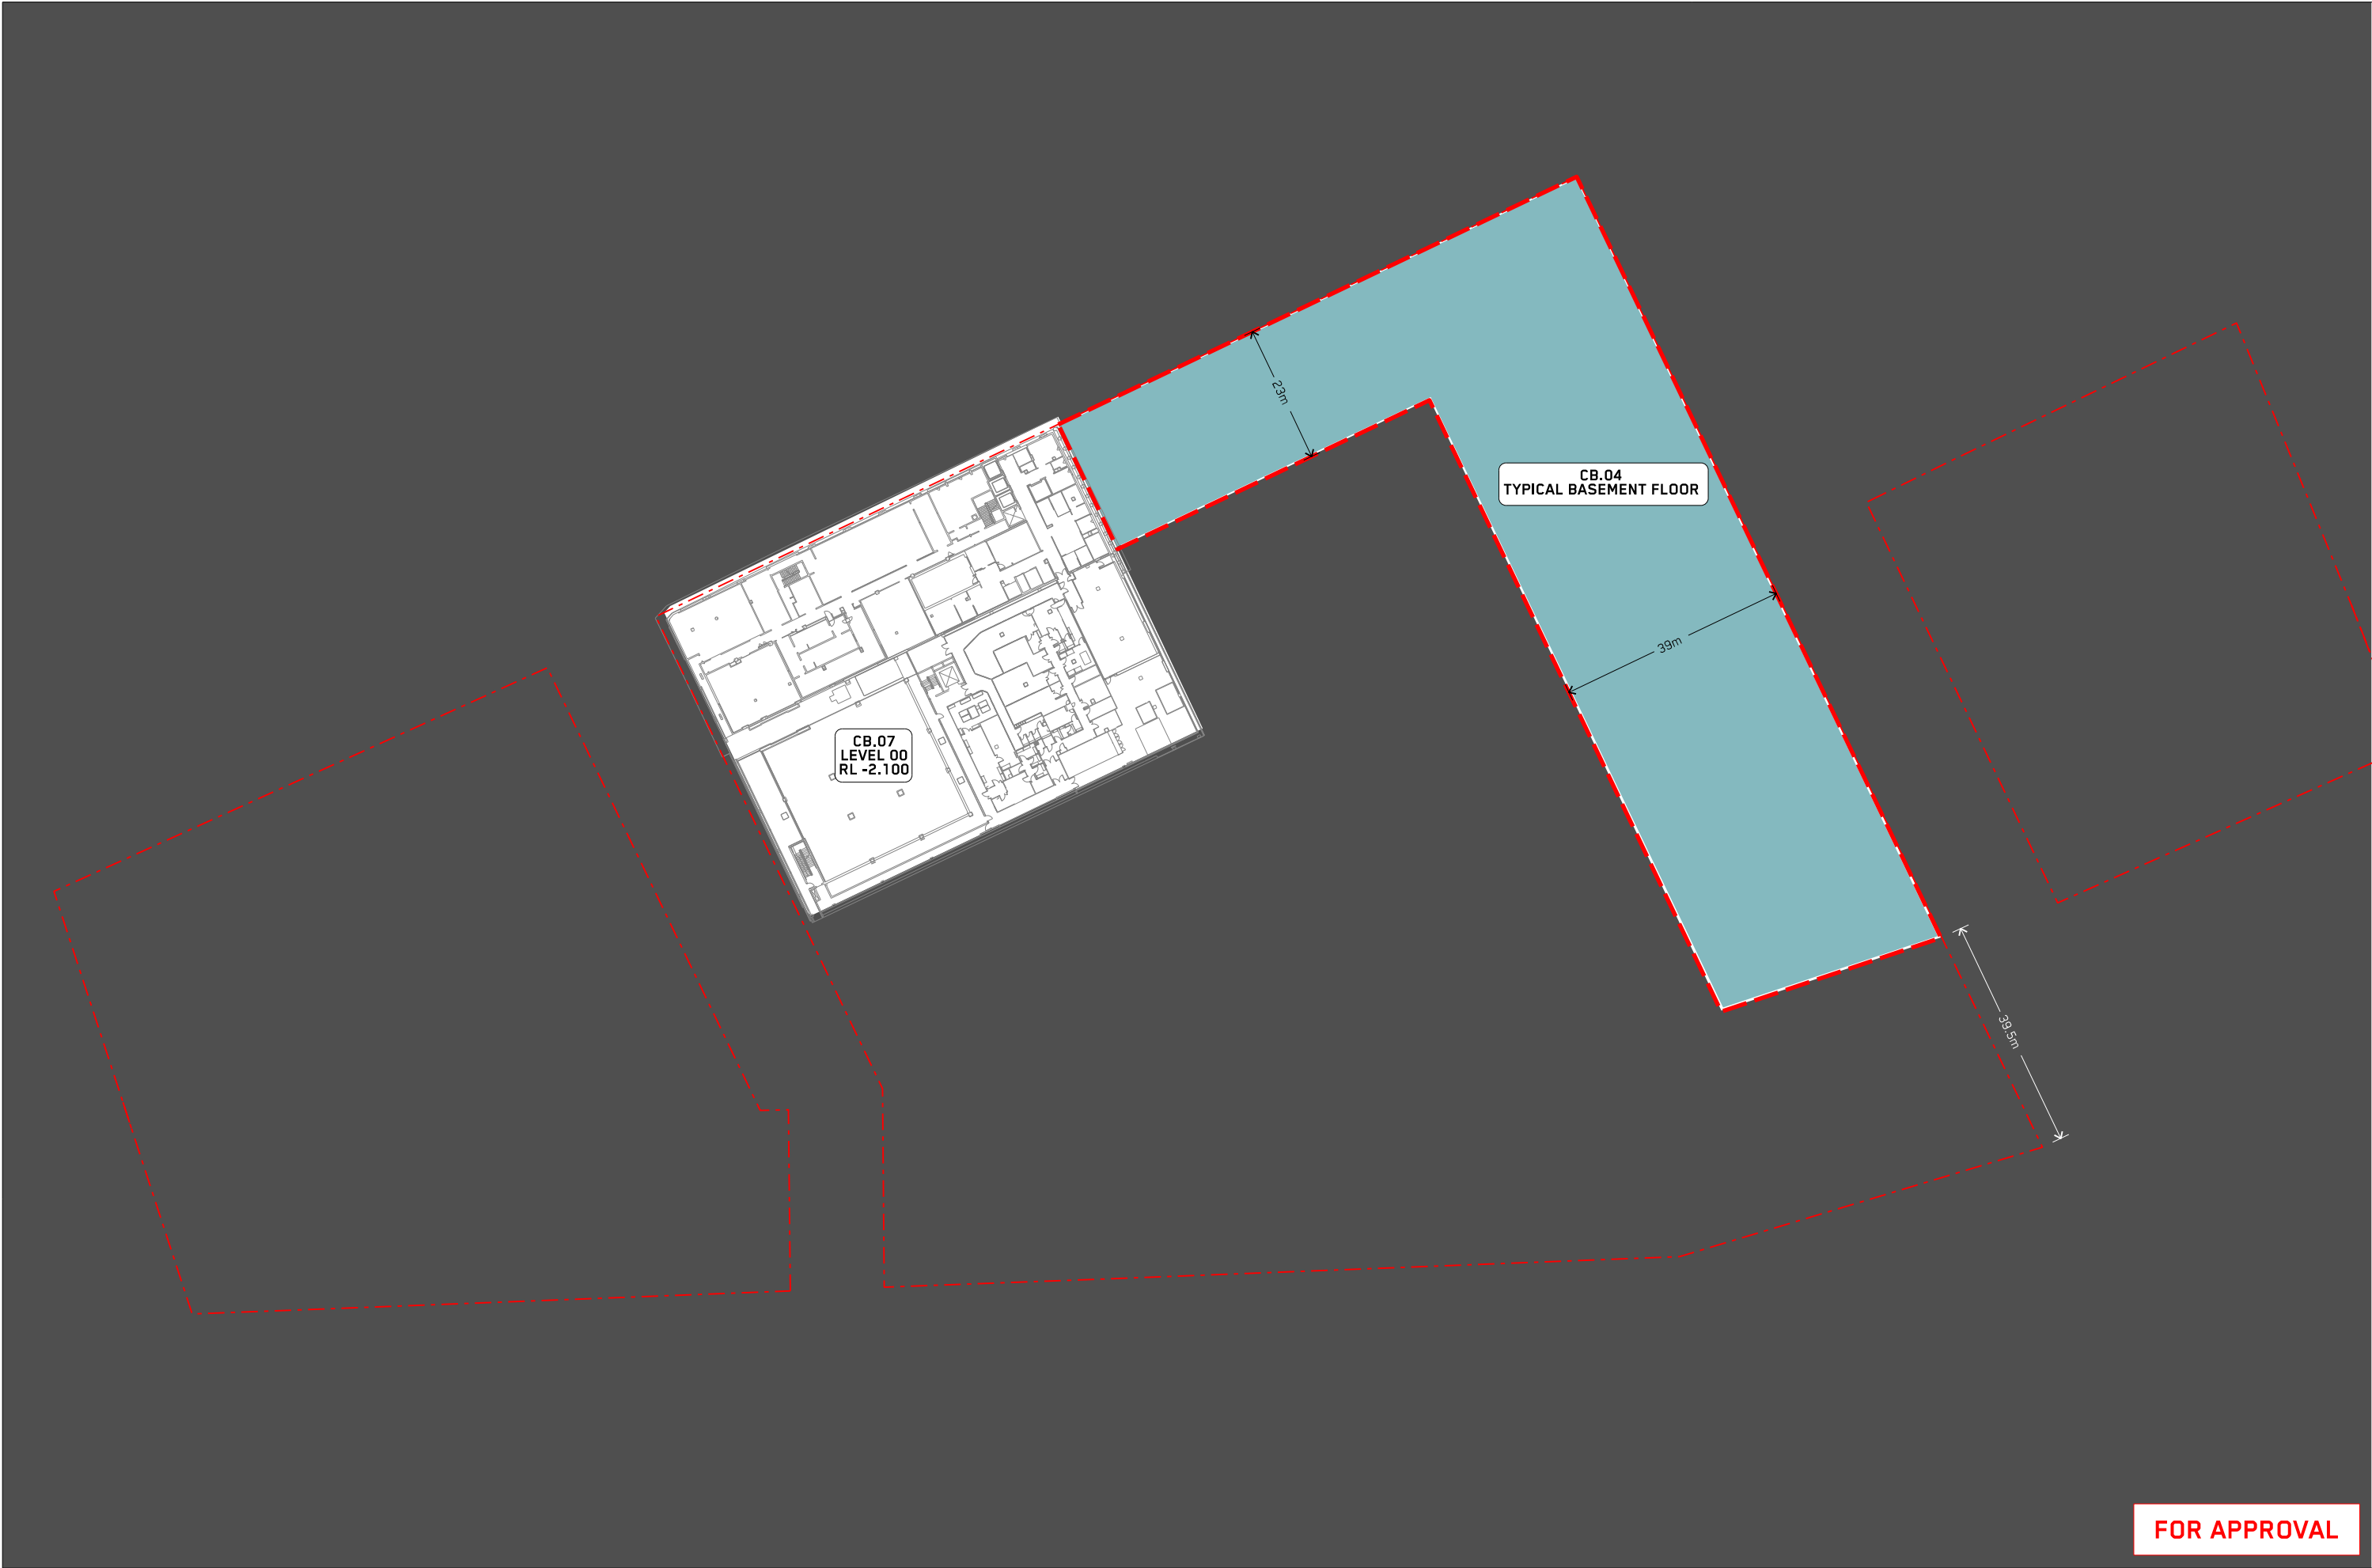 23m
CB.04
TYPICAL BASEMENT FLOOR
39m
CB.07
LEVEL 00
RL -2.100
39.5m
FOR APPROVAL